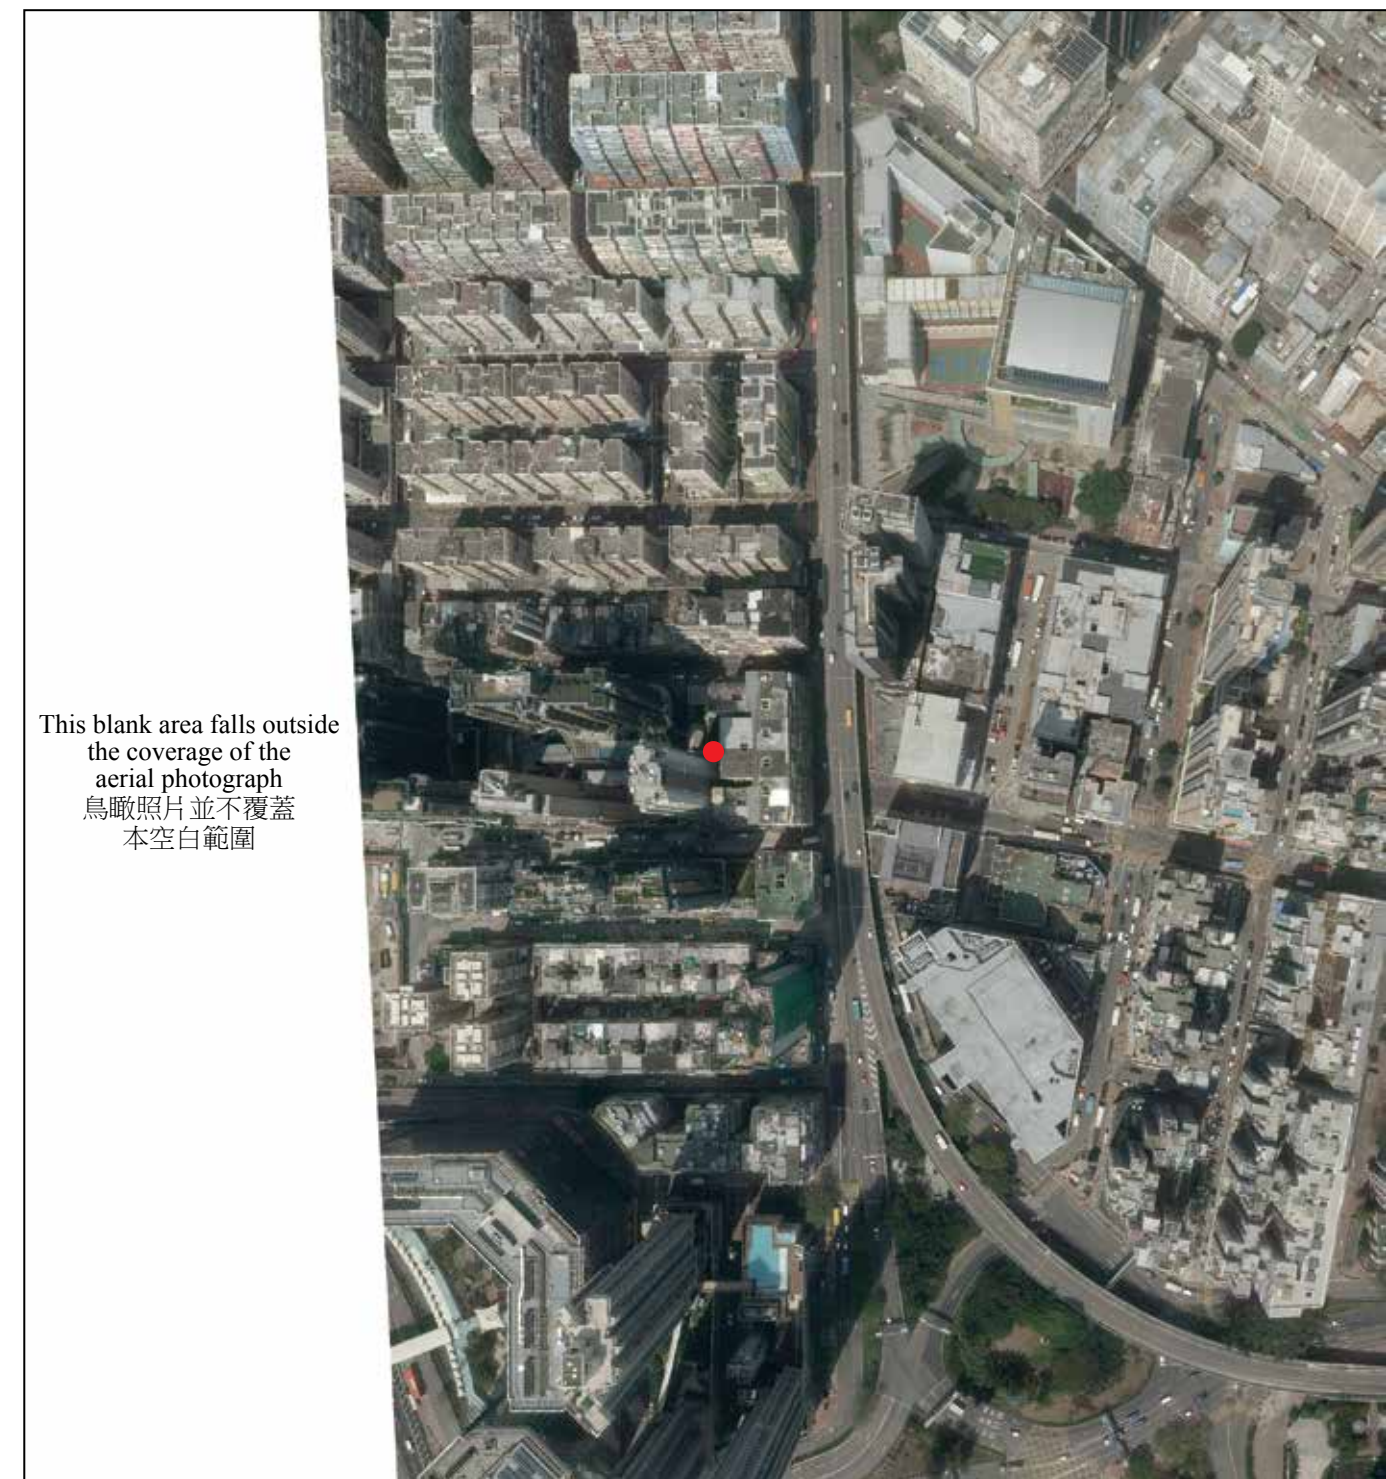 This blank area falls outside
the coverage of the
aerial photograph
鳥瞰照片並不覆蓋
本空白範圍